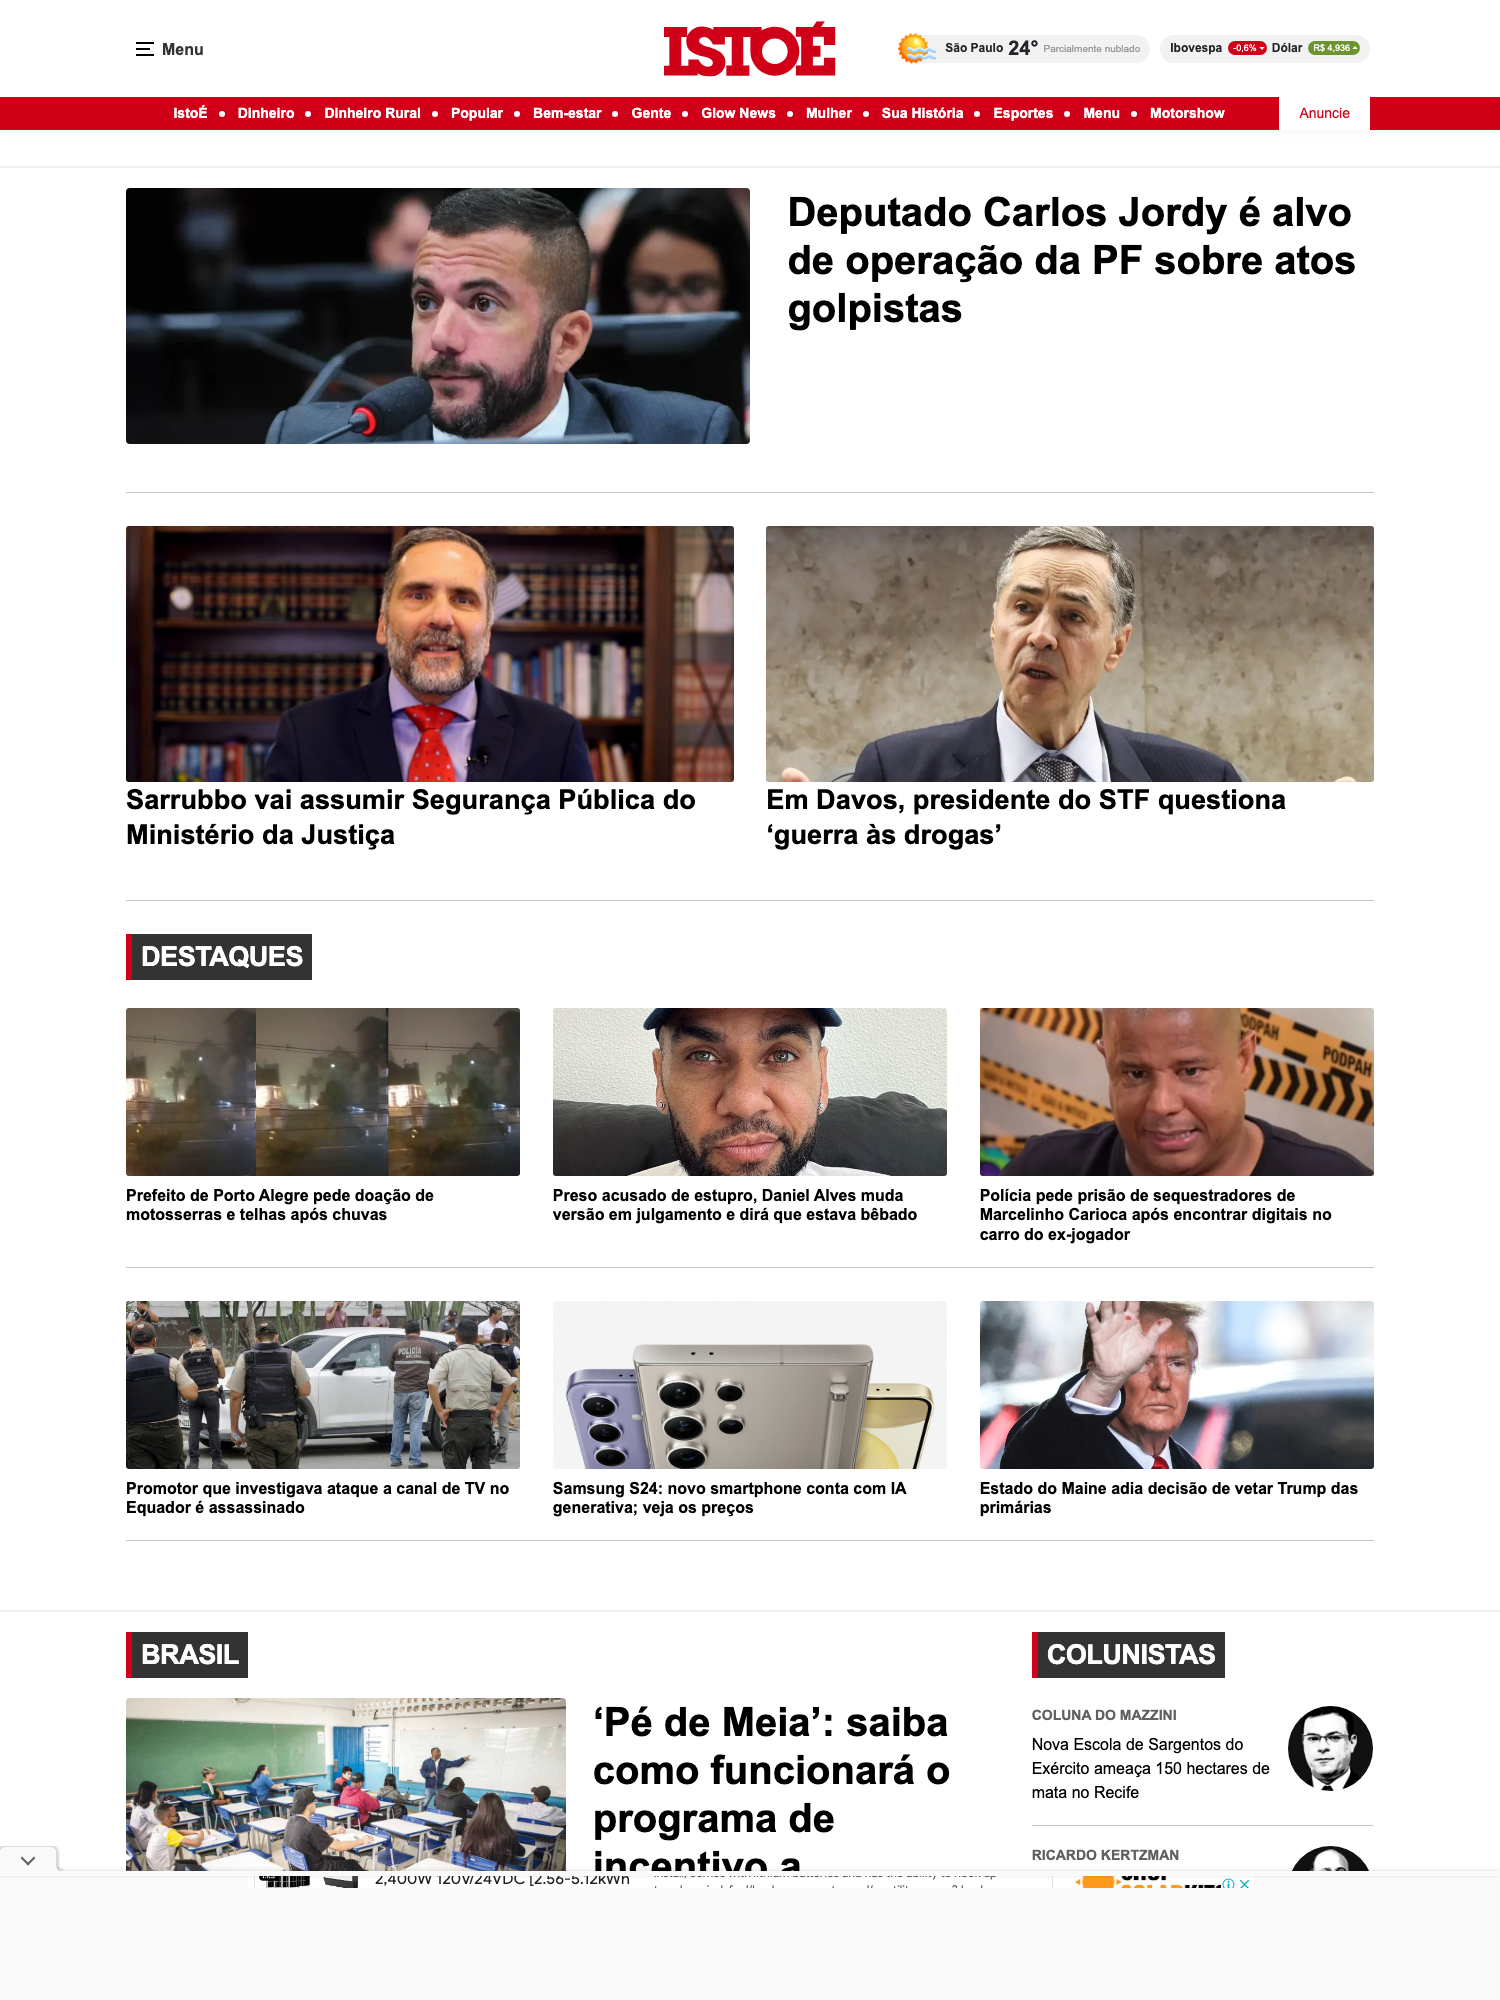 Menu
ISTOÉ
São Paulo 24° Parcialmente nublado
Ibovespa -0,6% Dólar R$ 4,936
IstoÉ • Dinheiro • Dinheiro Rural • Popular • Bem-estar • Gente • Glow News • Mulher • Sua História • Esportes • Menu • Motorshow
Anuncie
Deputado Carlos Jordy é alvo
de operação da PF sobre atos
golpistas
Sarrubbo vai assumir Segurança Pública do
Ministério da Justiça
Em Davos, presidente do STF questiona
‘guerra às drogas’
DESTAQUES
PODPAH
Prefeito de Porto Alegre pede doação de
motosserras e telhas após chuvas
Preso acusado de estupro, Daniel Alves muda
versão em julgamento e dirá que estava bêbado
Polícia pede prisão de sequestradores de
Marcelinho Carioca após encontrar digitais no
carro do ex-jogador
POLICIA
Promotor que investigava ataque a canal de TV no
Equador é assassinado
Samsung S24: novo smartphone conta com IA
generativa; veja os preços
Estado do Maine adia decisão de vetar Trump das
primárias
BRASIL
‘Pé de Meia’: saiba
como funcionará o
programa de
incentivo a
COLUNISTAS
COLUNA DO MAZZINI
Nova Escola de Sargentos do
Exército ameaça 150 hectares de
mata no Recife
RICARDO KERTZMAN
2,400W 120V/24VDC [2.56-5.12kWh